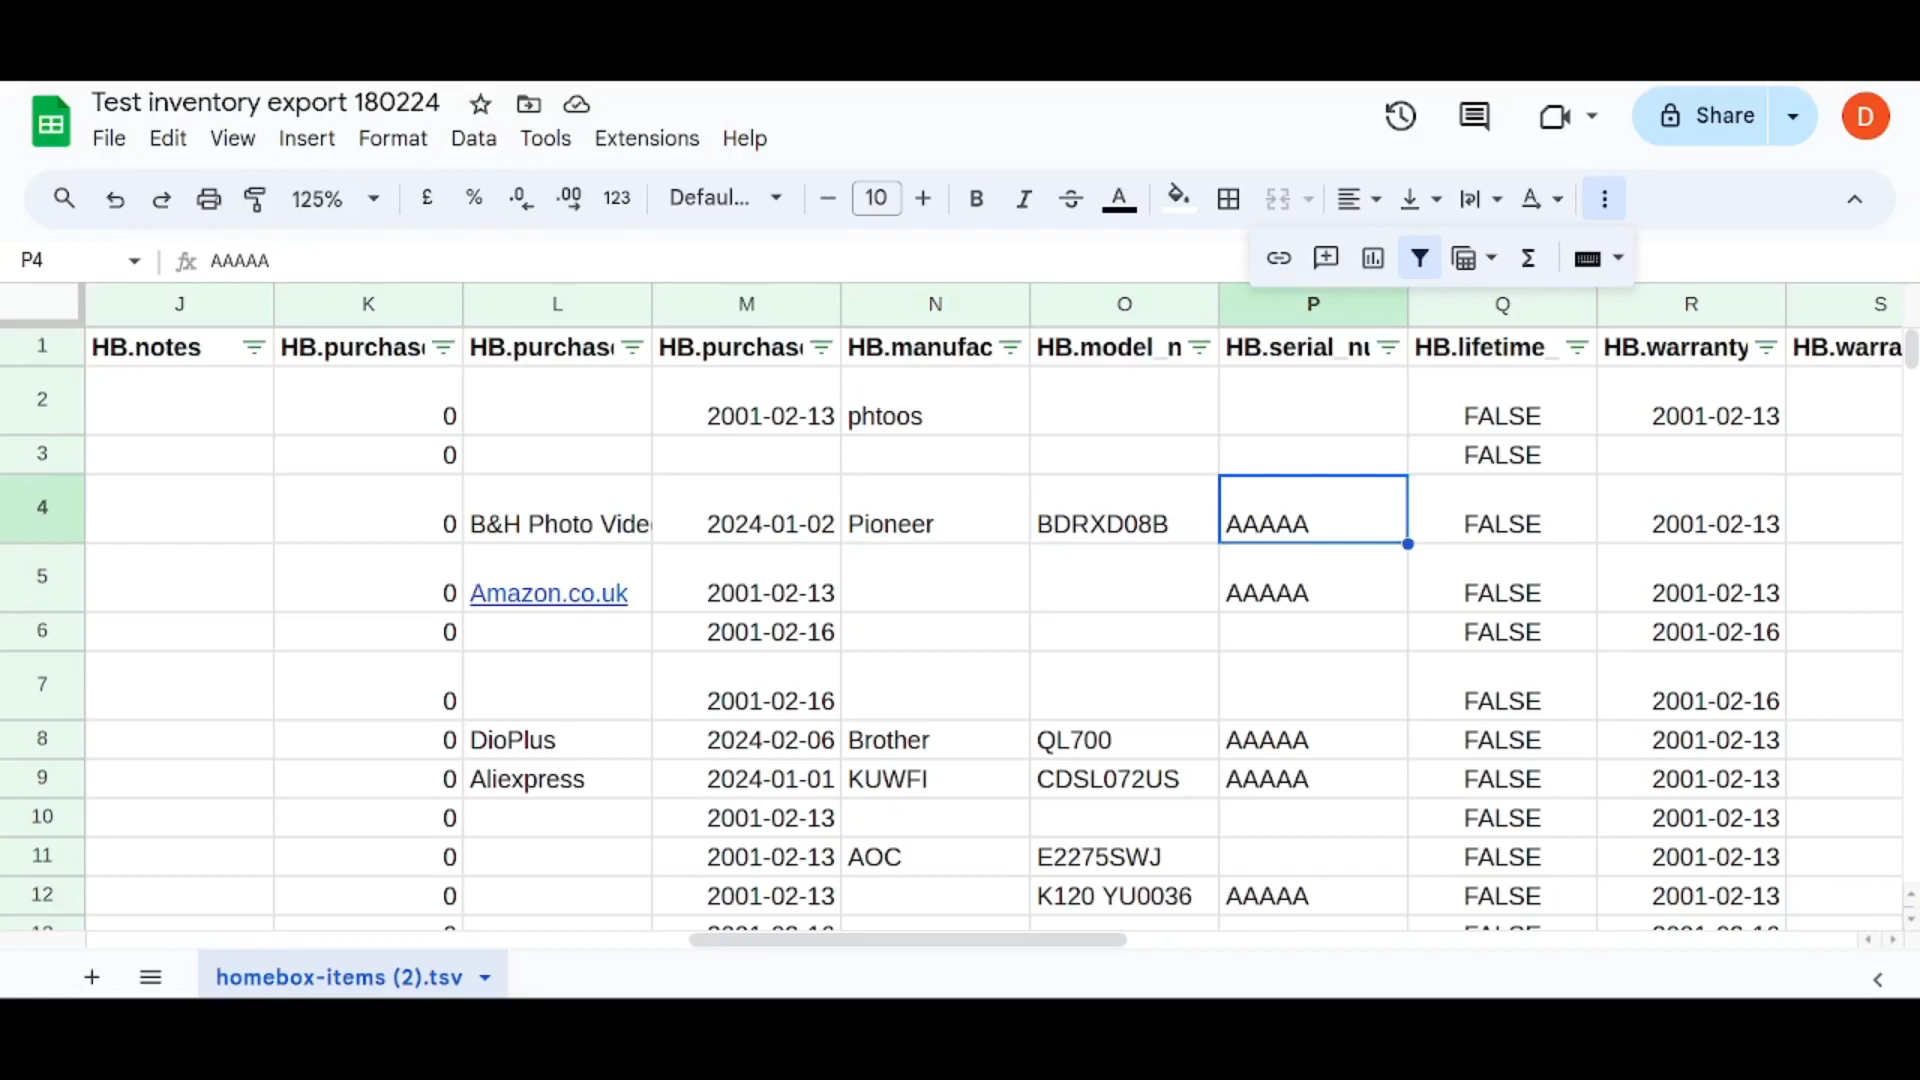 Test inventory export 180224
File Edit View Insert Format Data Tools Extensions Help
Share
D
125% £ % .0 .00 123 Defaul... − 10 + B I A
P4 fx AAAAA
J K L M N O P Q R S
1 HB.notes HB.purchas HB.purchas HB.purchas HB.manufac HB.model_n HB.serial_nu HB.lifetime_ HB.warranty HB.warra
2 0 2001-02-13 phtoos FALSE 2001-02-13
3 0 FALSE
4 0 B&H Photo Vide 2024-01-02 Pioneer BDRXD08B AAAAA FALSE 2001-02-13
5 0 Amazon.co.uk 2001-02-13 AAAAA FALSE 2001-02-13
6 0 2001-02-16 FALSE 2001-02-16
7 0 2001-02-16 FALSE 2001-02-16
8 0 DioPlus 2024-02-06 Brother QL700 AAAAA FALSE 2001-02-13
9 0 Aliexpress 2024-01-01 KUWFI CDSL072US AAAAA FALSE 2001-02-13
10 0 2001-02-13 FALSE 2001-02-13
11 0 2001-02-13 AOC E2275SWJ FALSE 2001-02-13
12 0 2001-02-13 K120 YU0036 AAAAA FALSE 2001-02-13
homebox-items (2).tsv